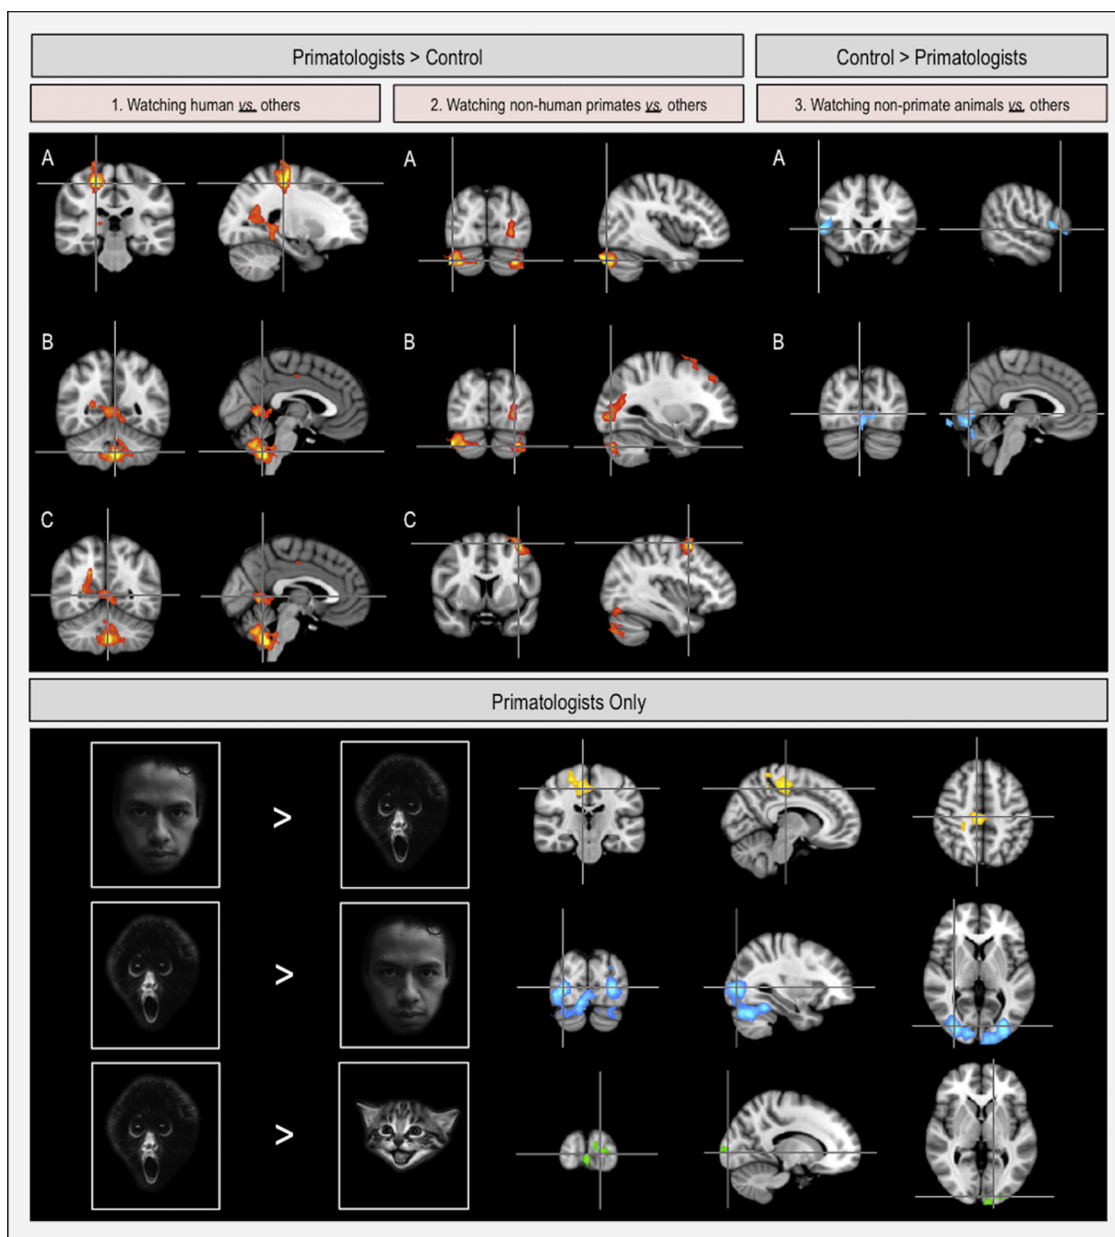 Primatologists > Control
Control > Primatologists
1. Watching human vs. others
2. Watching non-human primates vs. others
3. Watching non-primate animals vs. others
A
A
A
B
B
B
C
C
Primatologists Only
>
>
>